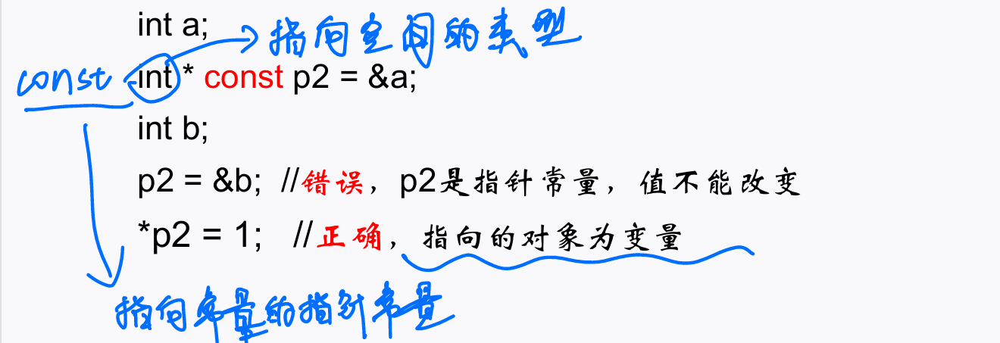 int a;
指向空间的类型
const
int * const p2 = &a;
int b;
p2 = &b; //错误，p2是指针常量，值不能改变
*p2 = 1; //正确，指向的对象为变量
指向常量的指针常量